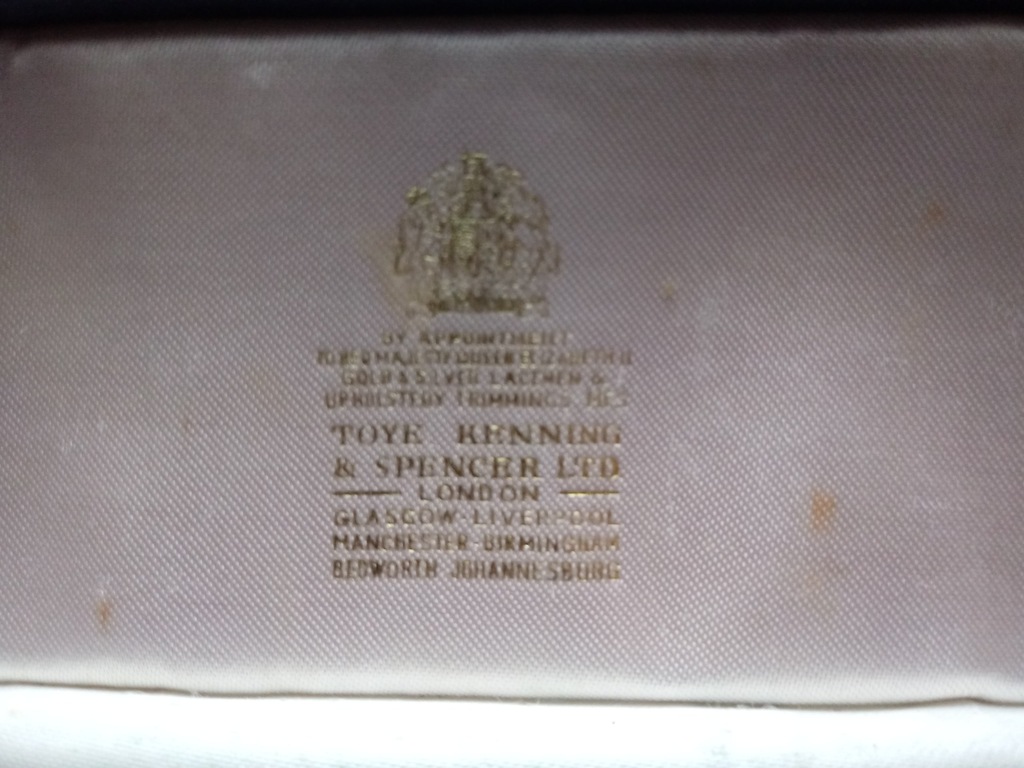 BY APPOINTMENT
TO HER MAJESTY QUEEN ELIZABETH II
GOLD & SILVER LACEMEN &
UPHOLSTERY TRIMMINGS MFS
TOYE KENNING
& SPENCER LTD
LONDON
GLASGOW · LIVERPOOL
MANCHESTER · BIRMINGHAM
BEDWORTH JOHANNESBURG